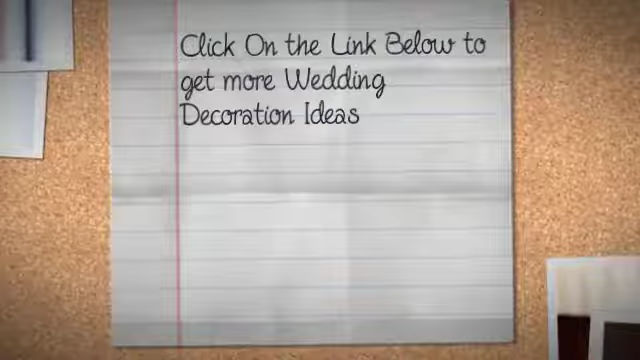 Click On the Link Below to
get more Wedding
Decoration Ideas